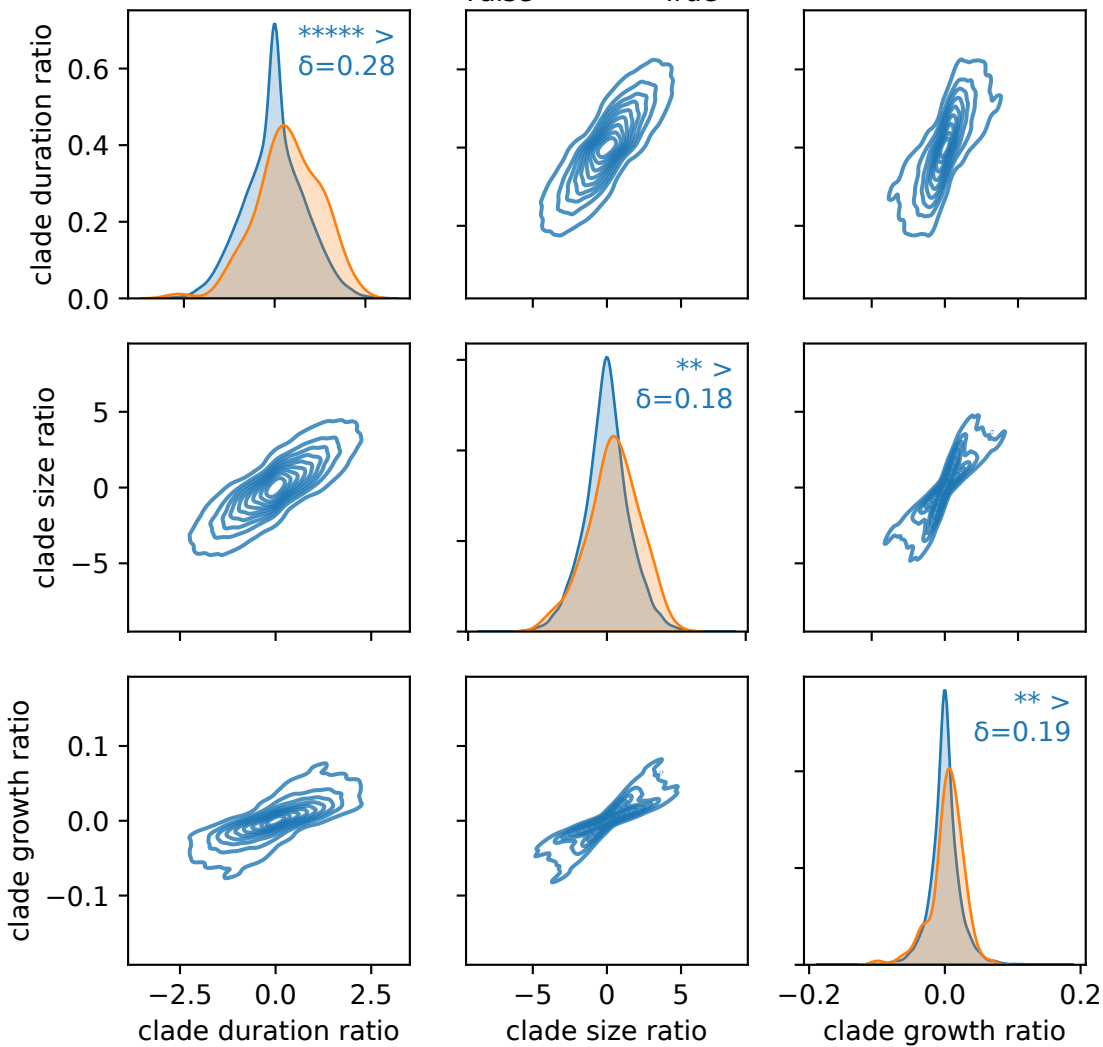 ***** >
δ=0.28
clade duration ratio
0.6
0.4
0.2
0.0
clade size ratio
5
0
−5
** >
δ=0.18
clade growth ratio
0.1
0.0
−0.1
** >
δ=0.19
−2.5 0.0 2.5
clade duration ratio
−5 0 5
clade size ratio
−0.2 0.0 0.2
clade growth ratio